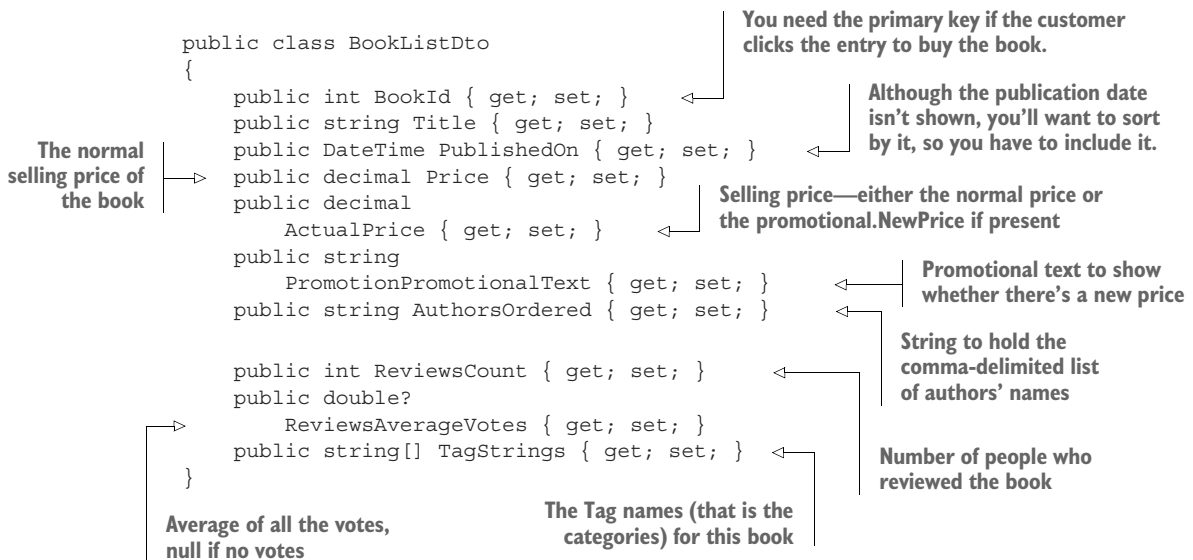 You need the primary key if the customer
clicks the entry to buy the book.
public class BookListDto
{
public int BookId { get; set; }
public string Title { get; set; }
public DateTime PublishedOn { get; set; }
public decimal Price { get; set; }
public decimal
ActualPrice { get; set; }
public string
PromotionPromotionalText { get; set; }
public string AuthorsOrdered { get; set; }
public int ReviewsCount { get; set; }
public double?
ReviewsAverageVotes { get; set; }
public string[] TagStrings { get; set; }
}
Although the publication date
isn't shown, you'll want to sort
by it, so you have to include it.
The normal
selling price of
the book
Selling price—either the normal price or
the promotional.NewPrice if present
Promotional text to show
whether there's a new price
String to hold the
comma-delimited list
of authors' names
Number of people who
reviewed the book
The Tag names (that is the
categories) for this book
Average of all the votes,
null if no votes